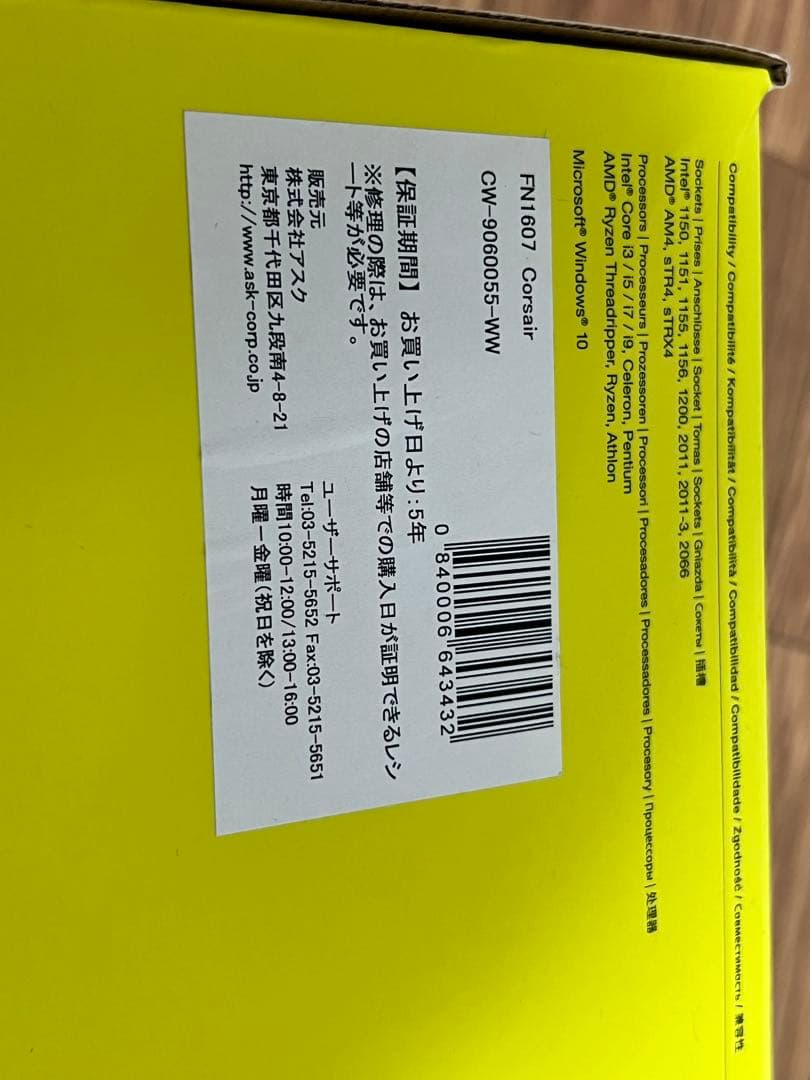 Compatibility / Compatibilité / Kompatibilität / Compatibilità / Compatibilidad / Compatibilidade / Zgodność / Совместимость / 兼容性
Sockets | Prises | Anschlüsse | Socket | Tomas | Sockets | Gniazda | Сокеты | 插槽
Intel® 1150, 1151, 1155, 1156, 1200, 2011, 2011-3, 2066
AMD® AM4, sTR4, sTRX4
Processors | Processeurs | Prozessoren | Processori | Procesadores | Processadores | Procesory | Процессоры | 处理器
Intel® Core i3 / i5 / i7 / i9, Celeron, Pentium
AMD® Ryzen Threadripper, Ryzen, Athlon
Microsoft® Windows® 10
FN1607 Corsair
CW-9060055-WW
0 840006 643432
【保証期間】 お買い上げ日より:5年
※修理の際は、お買い上げの店舗等での購入日が証明できるレシ
ート等が必要です。
販売元
株式会社アスク
東京都千代田区九段南4-8-21
http://www.ask-corp.co.jp
ユーザーサポート
Tel:03-5215-5652 Fax:03-5215-5651
時間10:00-12:00/13:00-16:00
月曜ー金曜(祝日を除く)